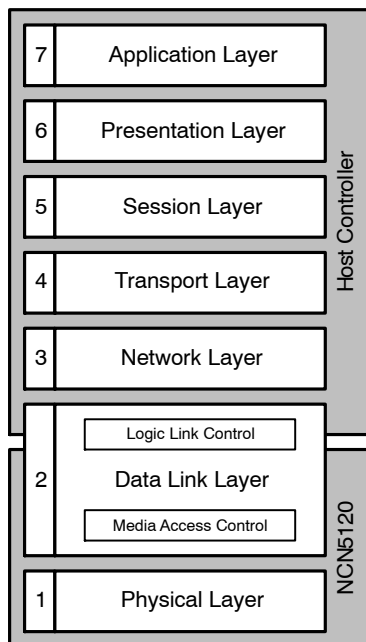 7 Application Layer
6 Presentation Layer
5 Session Layer
4 Transport Layer
3 Network Layer
Logic Link Control
2 Data Link Layer
Media Access Control
1 Physical Layer
Host Controller
NCN5120